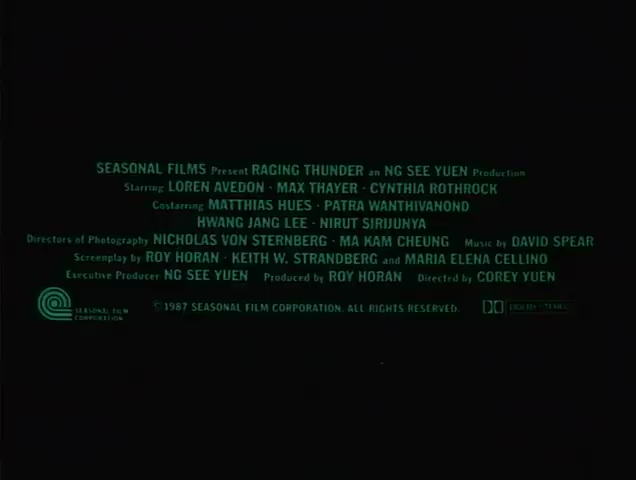 SEASONAL FILMS Present RAGING THUNDER an NG SEE YUEN Production
Starring LOREN AVEDON · MAX THAYER · CYNTHIA ROTHROCK
Costarring MATTHIAS HUES · PATRA WANTHIVANOND
HWANG JANG LEE · NIRUT SIRIJUNYA
Directors of Photography NICHOLAS VON STERNBERG · MA KAM CHEUNG Music by DAVID SPEAR
Screenplay by ROY HORAN · KEITH W. STRANDBERG and MARIA ELENA CELLINO
Executive Producer NG SEE YUEN Produced by ROY HORAN Directed by COREY YUEN
SEASONAL FILM CORPORATION
©1987 SEASONAL FILM CORPORATION. ALL RIGHTS RESERVED.
DOLBY STEREO